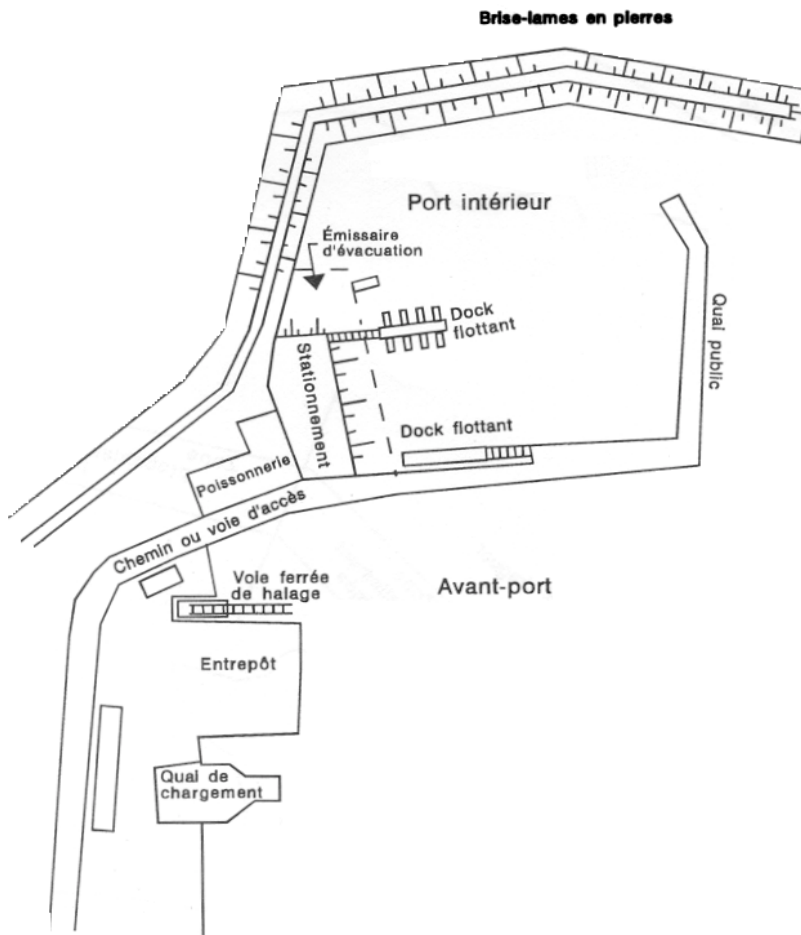 Brise-lames en pierres
Port intérieur
Émissaire
d'évacuation
Dock
flottant
Quai public
Stationnement
Dock flottant
Poissonnerie
Chemin ou voie d'accès
Voie ferrée
de halage
Avant-port
Entrepôt
Quai de
chargement